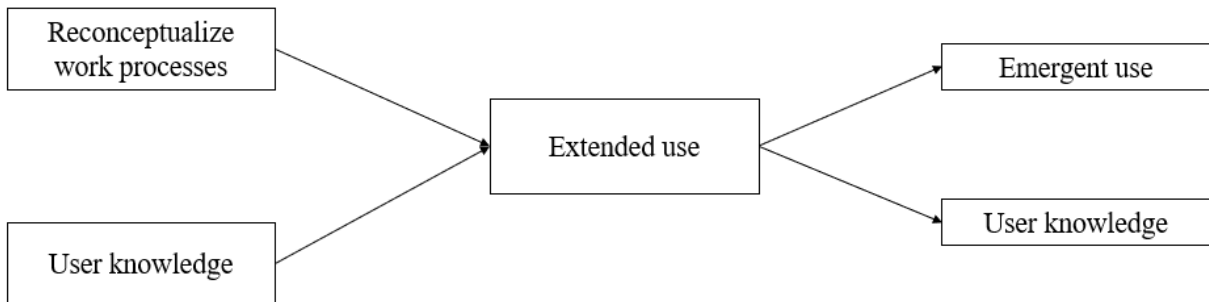 Reconceptualize
work processes
User knowledge
Extended use
Emergent use
User knowledge